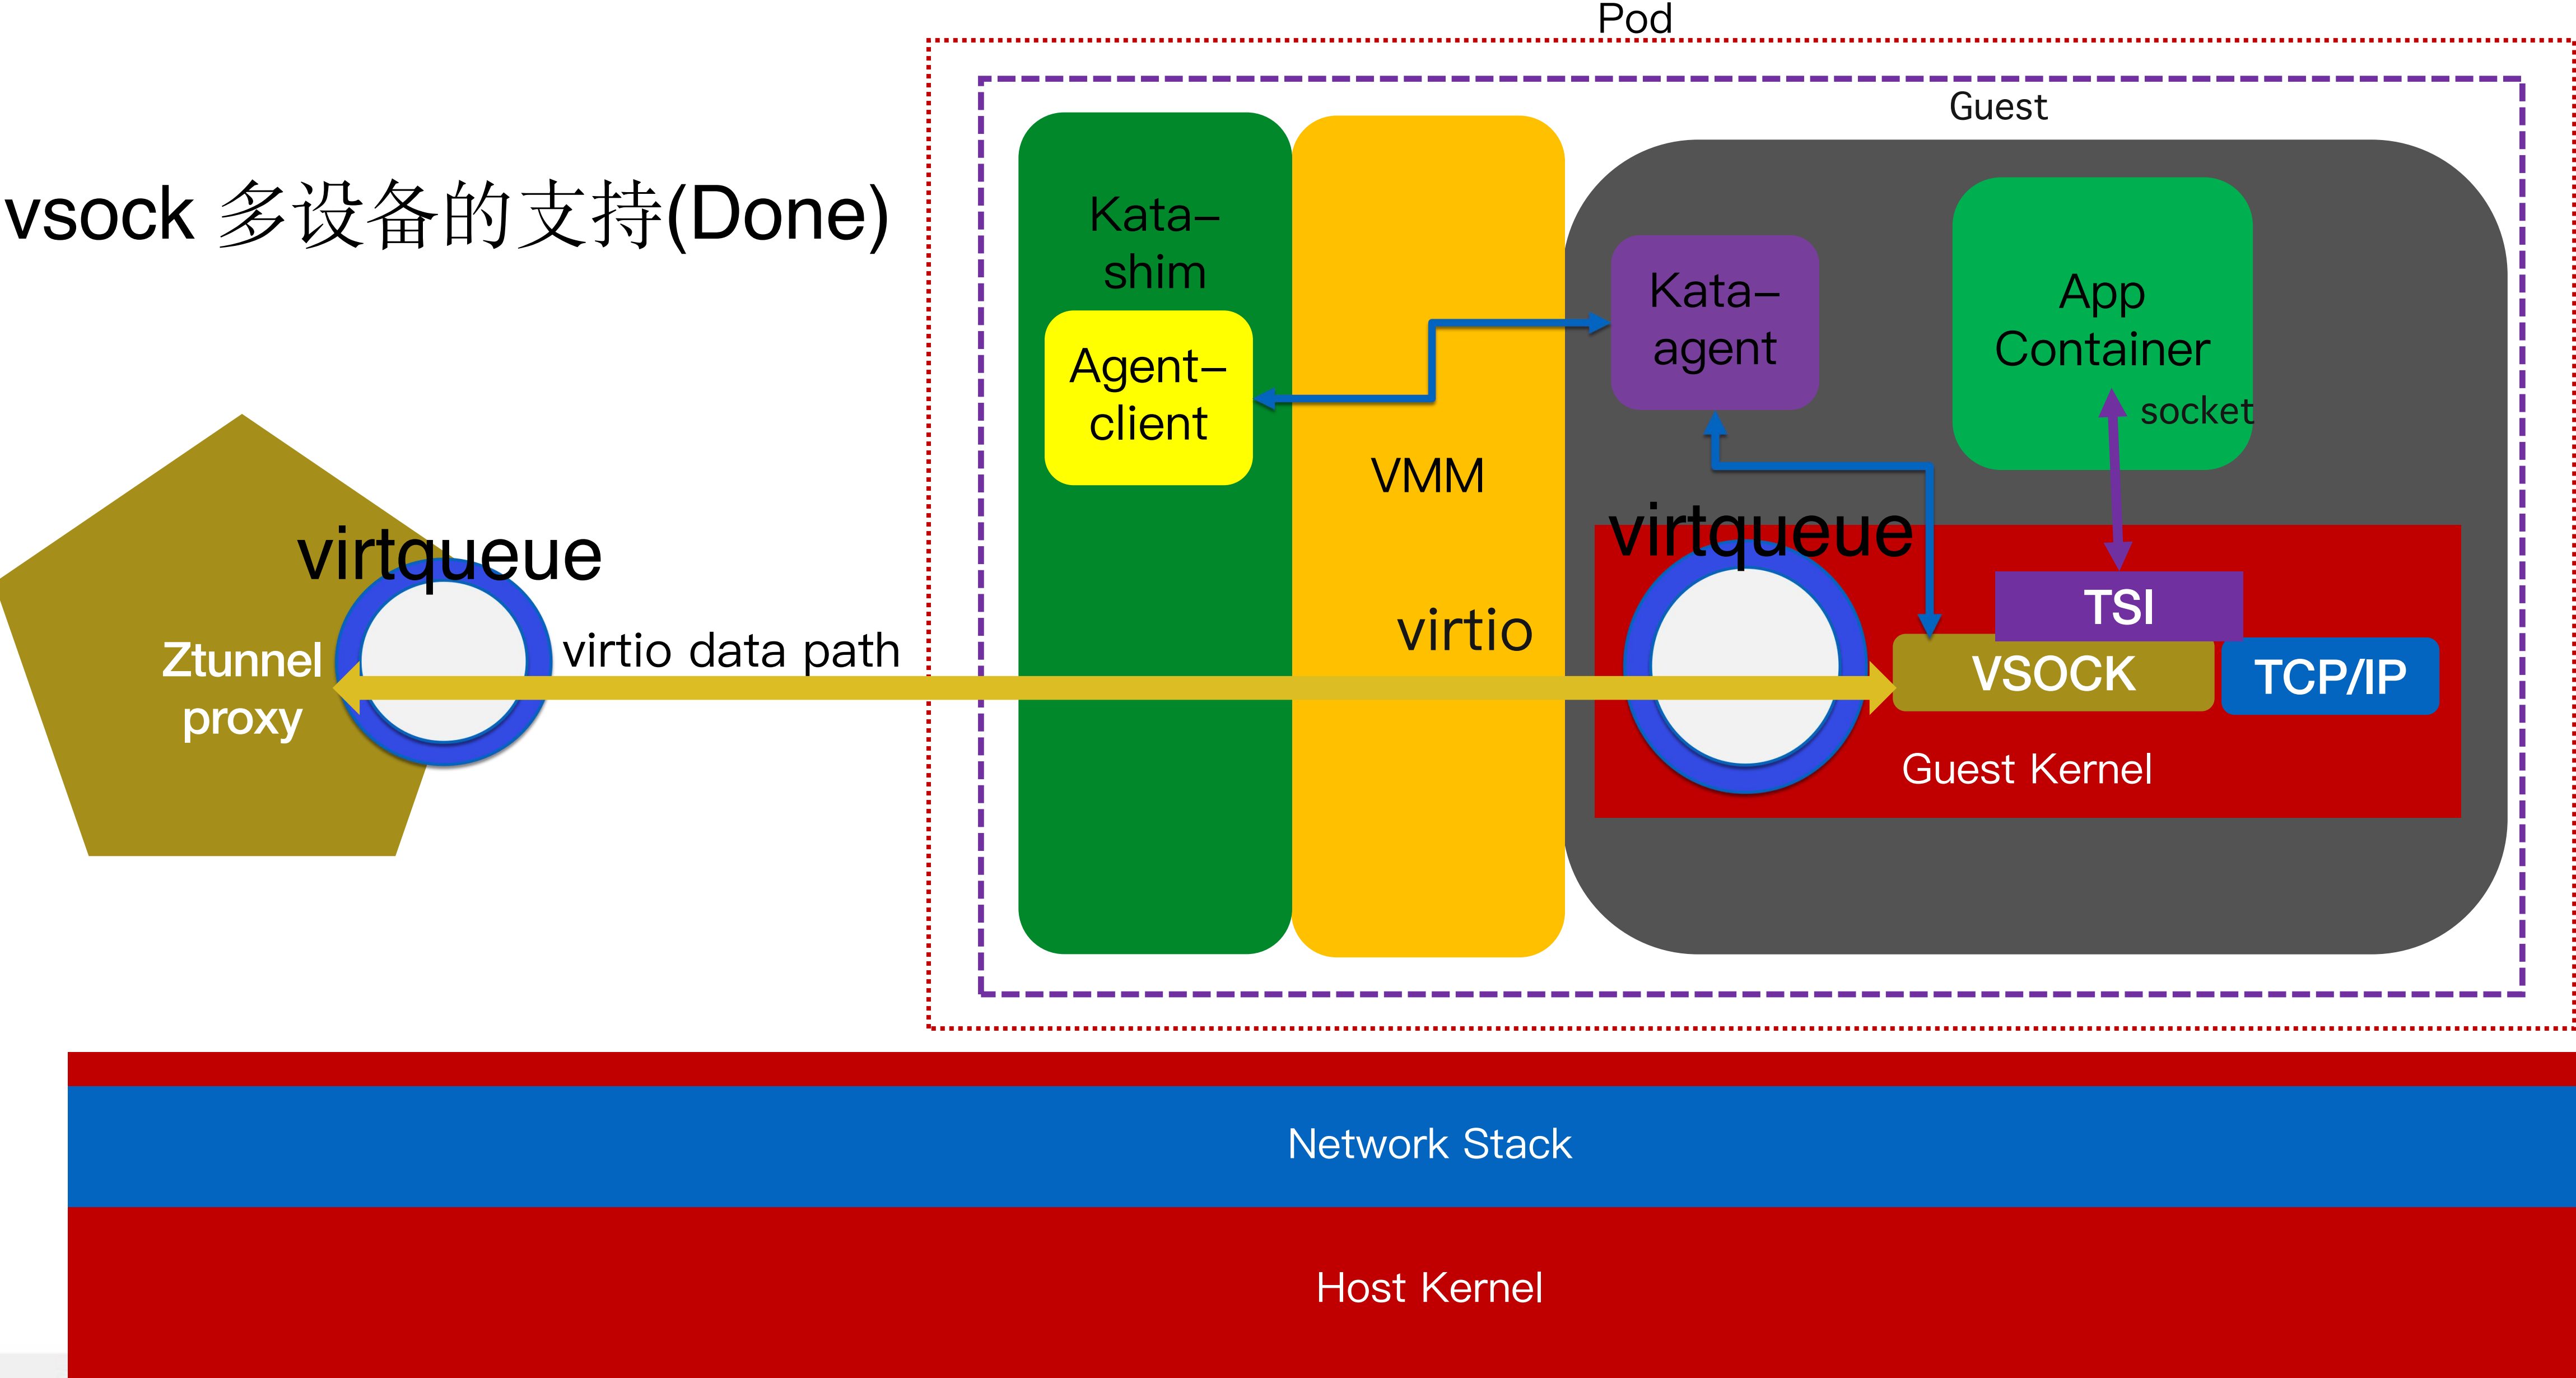 Pod
Guest
vsock 多设备的支持(Done)
Kata-
shim
Agent-
client
VMM
virtio
Kata-
agent
App
Container
socket
virtqueue
virtqueue
TSI
VSOCK
TCP/IP
Guest Kernel
Ztunnel
proxy
virtio data path
Network Stack
Host Kernel